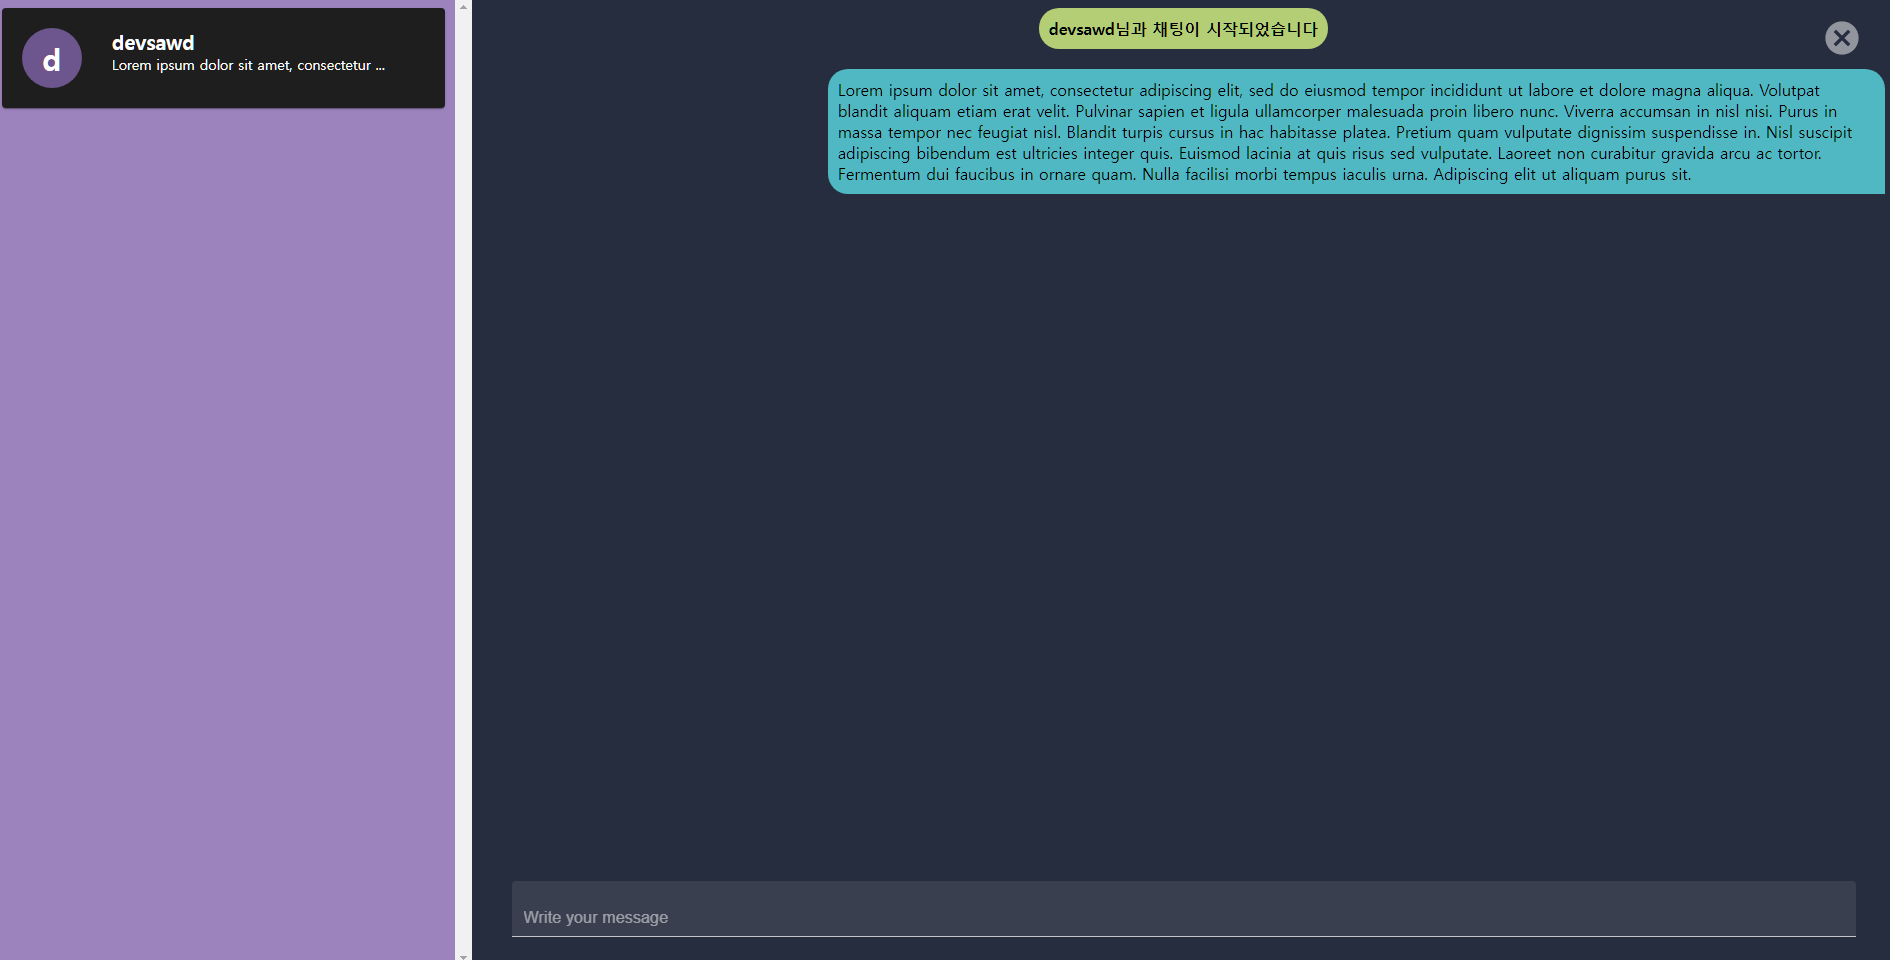 d
devsawd
Lorem ipsum dolor sit amet, consectetur ...
devsawd님과 채팅이 시작되었습니다
Lorem ipsum dolor sit amet, consectetur adipiscing elit, sed do eiusmod tempor incididunt ut labore et dolore magna aliqua. Volutpat
blandit aliquam etiam erat velit. Pulvinar sapien et ligula ullamcorper malesuada proin libero nunc. Viverra accumsan in nisl nisi. Purus in
massa tempor nec feugiat nisl. Blandit turpis cursus in hac habitasse platea. Pretium quam vulputate dignissim suspendisse in. Nisl suscipit
adipiscing bibendum est ultricies integer quis. Euismod lacinia at quis risus sed vulputate. Laoreet non curabitur gravida arcu ac tortor.
Fermentum dui faucibus in ornare quam. Nulla facilisi morbi tempus iaculis urna. Adipiscing elit ut aliquam purus sit.
Write your message